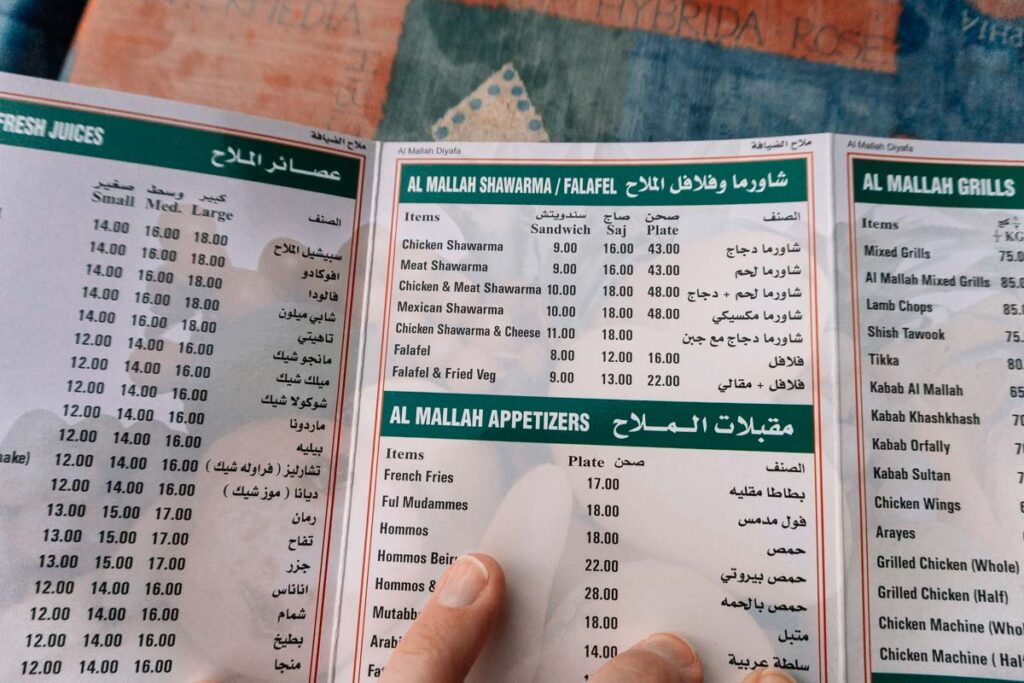 HYBRIDA ROSE
FRESH JUICES عصائر الملاح
ملاح الضيافة
صغير وسط كبير
Small Med. Large الصنف
14.00 16.00 18.00 سبيشيل الملاح
14.00 16.00 18.00 افوكادو
14.00 16.00 18.00 فالودا
14.00 16.00 18.00 شابي ميلون
14.00 16.00 18.00 تاهيتي
12.00 14.00 16.00 مانجو شيك
12.00 14.00 16.00 ميلك شيك
12.00 14.00 16.00 شوكولا شيك
12.00 14.00 16.00 ماردونا
12.00 14.00 16.00 بيليه
12.00 14.00 16.00 تشارليز ( فراوله شيك )
12.00 14.00 16.00 ديانا ( موز شيك )
13.00 15.00 17.00 رمان
13.00 15.00 17.00 تفاح
13.00 15.00 17.00 جزر
12.00 14.00 16.00 اناناس
12.00 14.00 16.00 شمام
12.00 14.00 16.00 بطيخ
12.00 14.00 16.00 منجا
Al Mallah Diyafa ملاح الضيافة
AL MALLAH SHAWARMA / FALAFEL شاورما وفلافل الملاح
Items سندويتش صاج صحن الصنف
Sandwich Saj Plate
Chicken Shawarma 9.00 16.00 43.00 شاورما دجاج
Meat Shawarma 9.00 16.00 43.00 شاورما لحم
Chicken & Meat Shawarma 10.00 18.00 48.00 شاورما لحم + دجاج
Mexican Shawarma 10.00 18.00 48.00 شاورما مكسيكي
Chicken Shawarma & Cheese 11.00 18.00 شاورما دجاج مع جبن
Falafel 8.00 12.00 16.00 فلافل
Falafel & Fried Veg 9.00 13.00 22.00 فلافل + مقالي
AL MALLAH APPETIZERS مقبلات الملاح
Items Plate صحن الصنف
French Fries 17.00 بطاطا مقليه
Ful Mudammes 18.00 فول مدمس
Hommos 18.00 حمص
Hommos 22.00 حمص بيروتي
Hommos & 28.00 حمص بالحمه
18.00 متبل
14.00 سلطة عربية
Al Mallah Diyafa
AL MALLAH GRILLS
Items
½ KG
Mixed Grills
Al Mallah Mixed Grills
Lamb Chops
Shish Tawook
Tikka
Kabab Al Mallah
Kabab Khashkhash
Kabab Orfally
Kabab Sultan
Chicken Wings
Arayes
Grilled Chicken (Whole)
Grilled Chicken (Half)
Chicken Machine
Chicken Machine ( Half